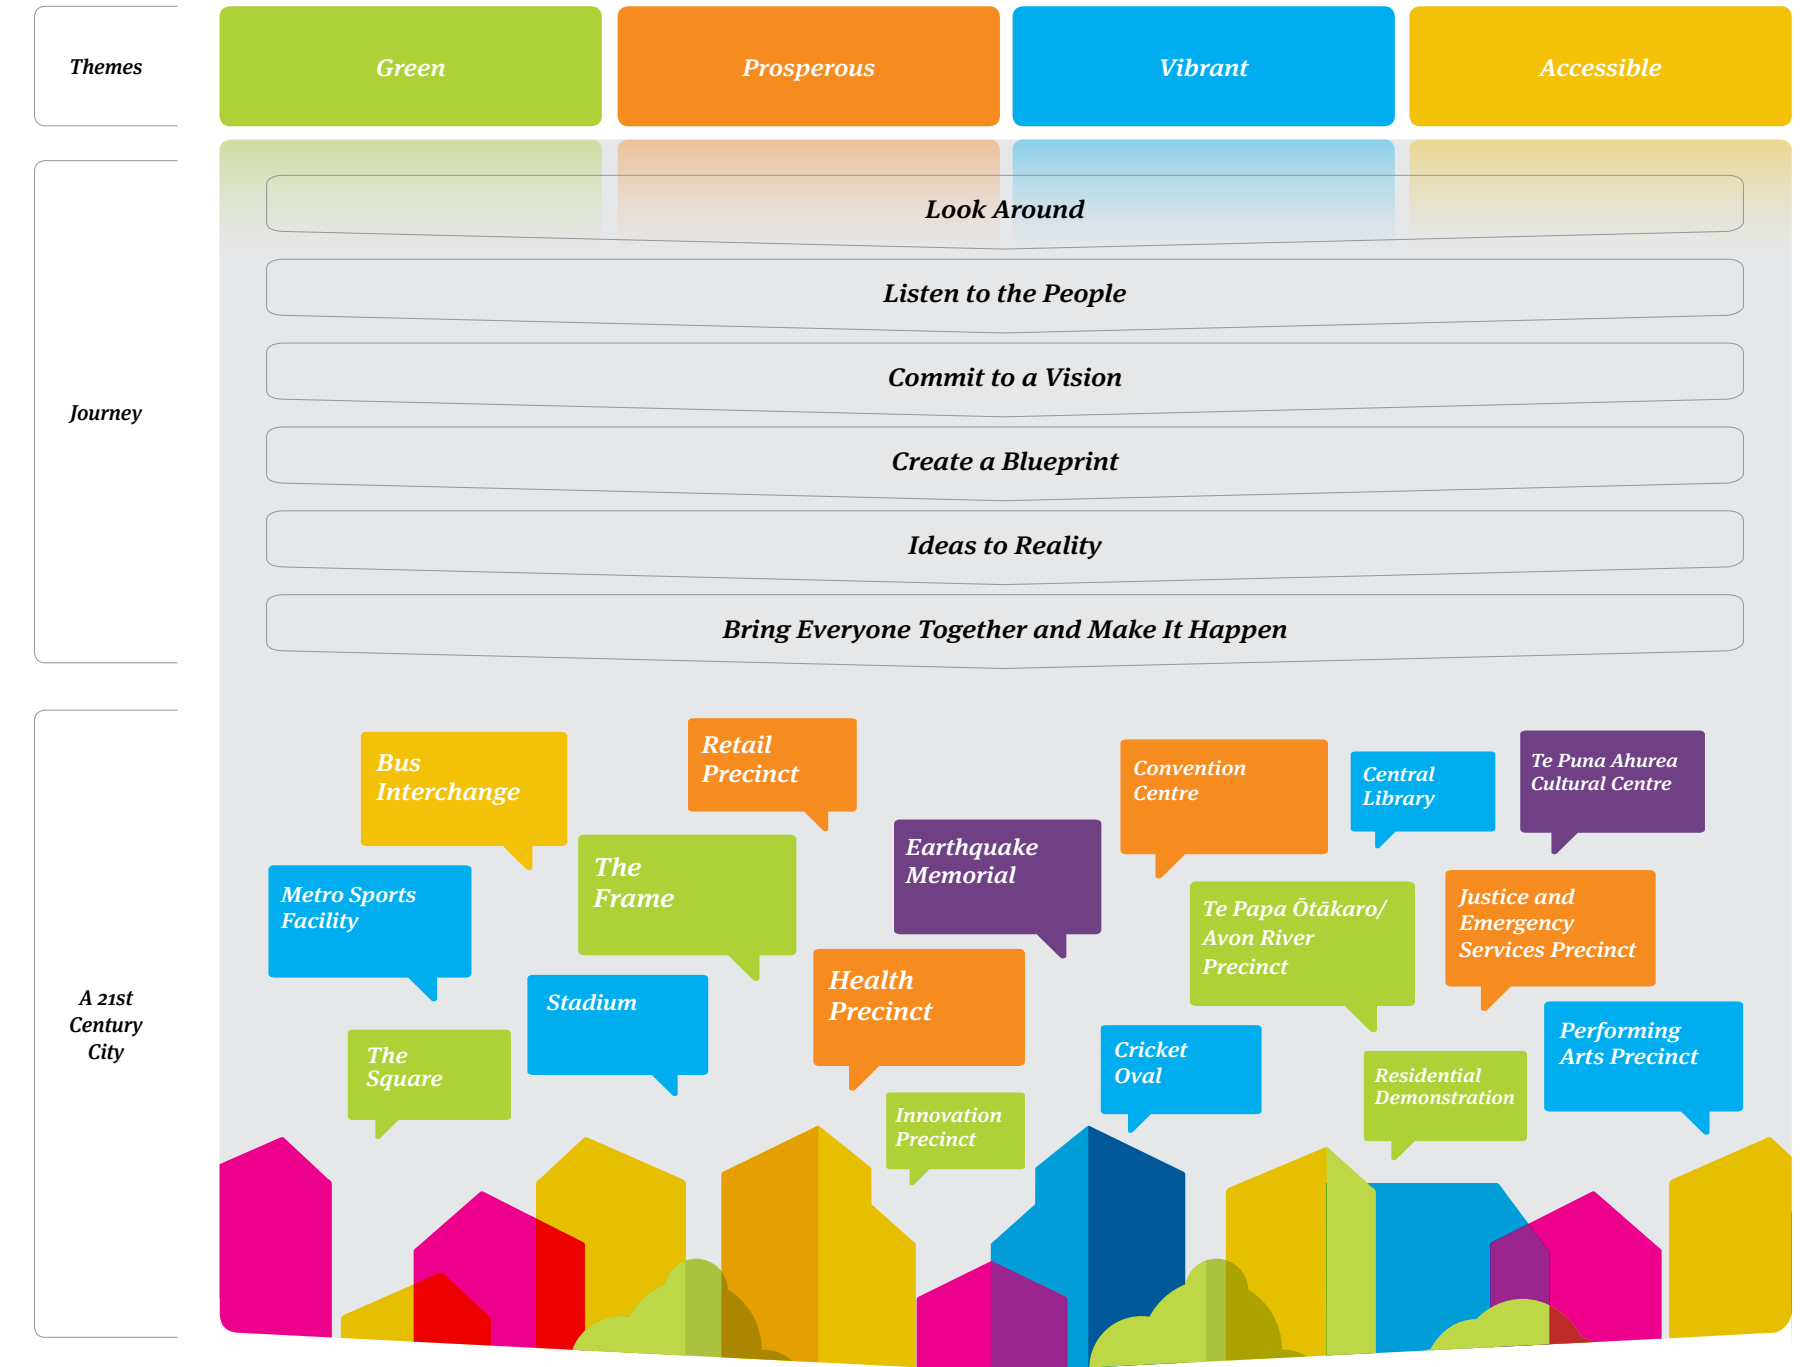 Themes
Green
Prosperous
Vibrant
Accessible
Journey
Look Around
Listen to the People
Commit to a Vision
Create a Blueprint
Ideas to Reality
Bring Everyone Together and Make It Happen
A 21st
Century
City
Bus
Interchange
Retail
Precinct
Convention
Centre
Central
Library
Te Puna Ahurea
Cultural Centre
Metro Sports
Facility
The
Frame
Earthquake
Memorial
Te Papa Ōtākaro/
Avon River
Precinct
Justice and
Emergency
Services Precinct
Stadium
Health
Precinct
The
Square
Innovation
Precinct
Cricket
Oval
Residential
Demonstration
Performing
Arts Precinct